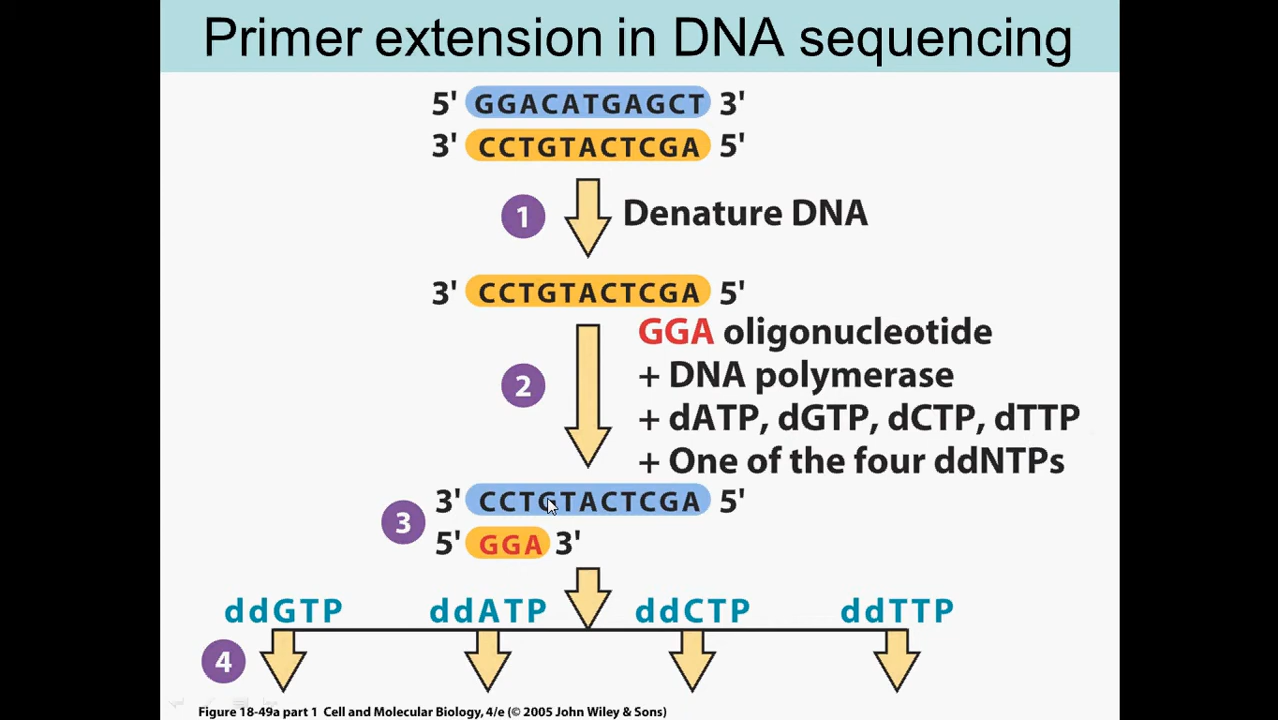 Primer extension in DNA sequencing
5' GGACATGAGCT 3'
3' CCTGTACTCGA 5'
1 Denature DNA
3' CCTGTACTCGA 5'
GGA oligonucleotide
+ DNA polymerase
2
+ dATP, dGTP, dCTP, dTTP
+ One of the four ddNTPs
3' CCTGTACTCGA 5'
3
5' GGA 3'
ddGTP ddATP ddCTP ddTTP
4
Figure 18-49a part 1 Cell and Molecular Biology, 4/e (© 2005 John Wiley & Sons)